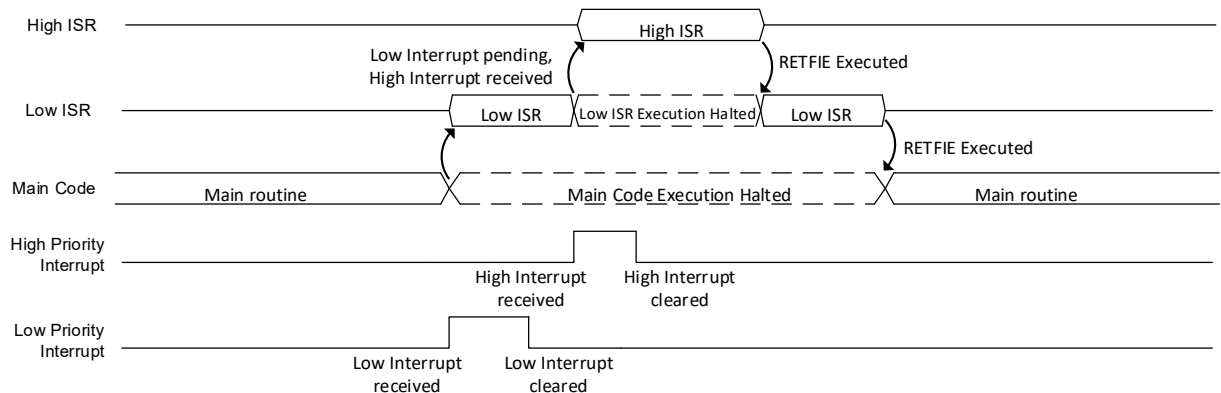 High ISR
High ISR
Low Interrupt pending,
High Interrupt received
RETFIE Executed
Low ISR
Low ISR
Low ISR Execution Halted
Low ISR
RETFIE Executed
Main Code
Main routine
Main Code Execution Halted
Main routine
High Priority
Interrupt
High Interrupt
received
High Interrupt
cleared
Low Priority
Interrupt
Low Interrupt
received
Low Interrupt
cleared